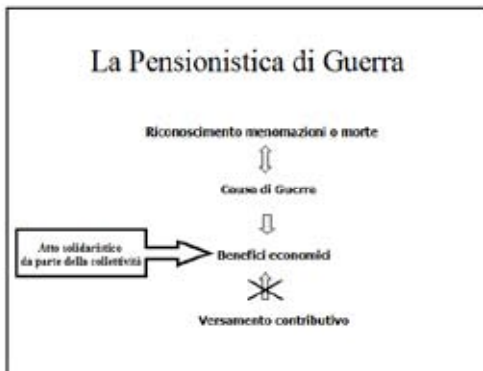 La Pensionistica di Guerra
Riconoscimento menomazioni o morte
Causa di Guerra
Atto solidaristico
da parte della collettività
Benefici economici
Versamento contributivo